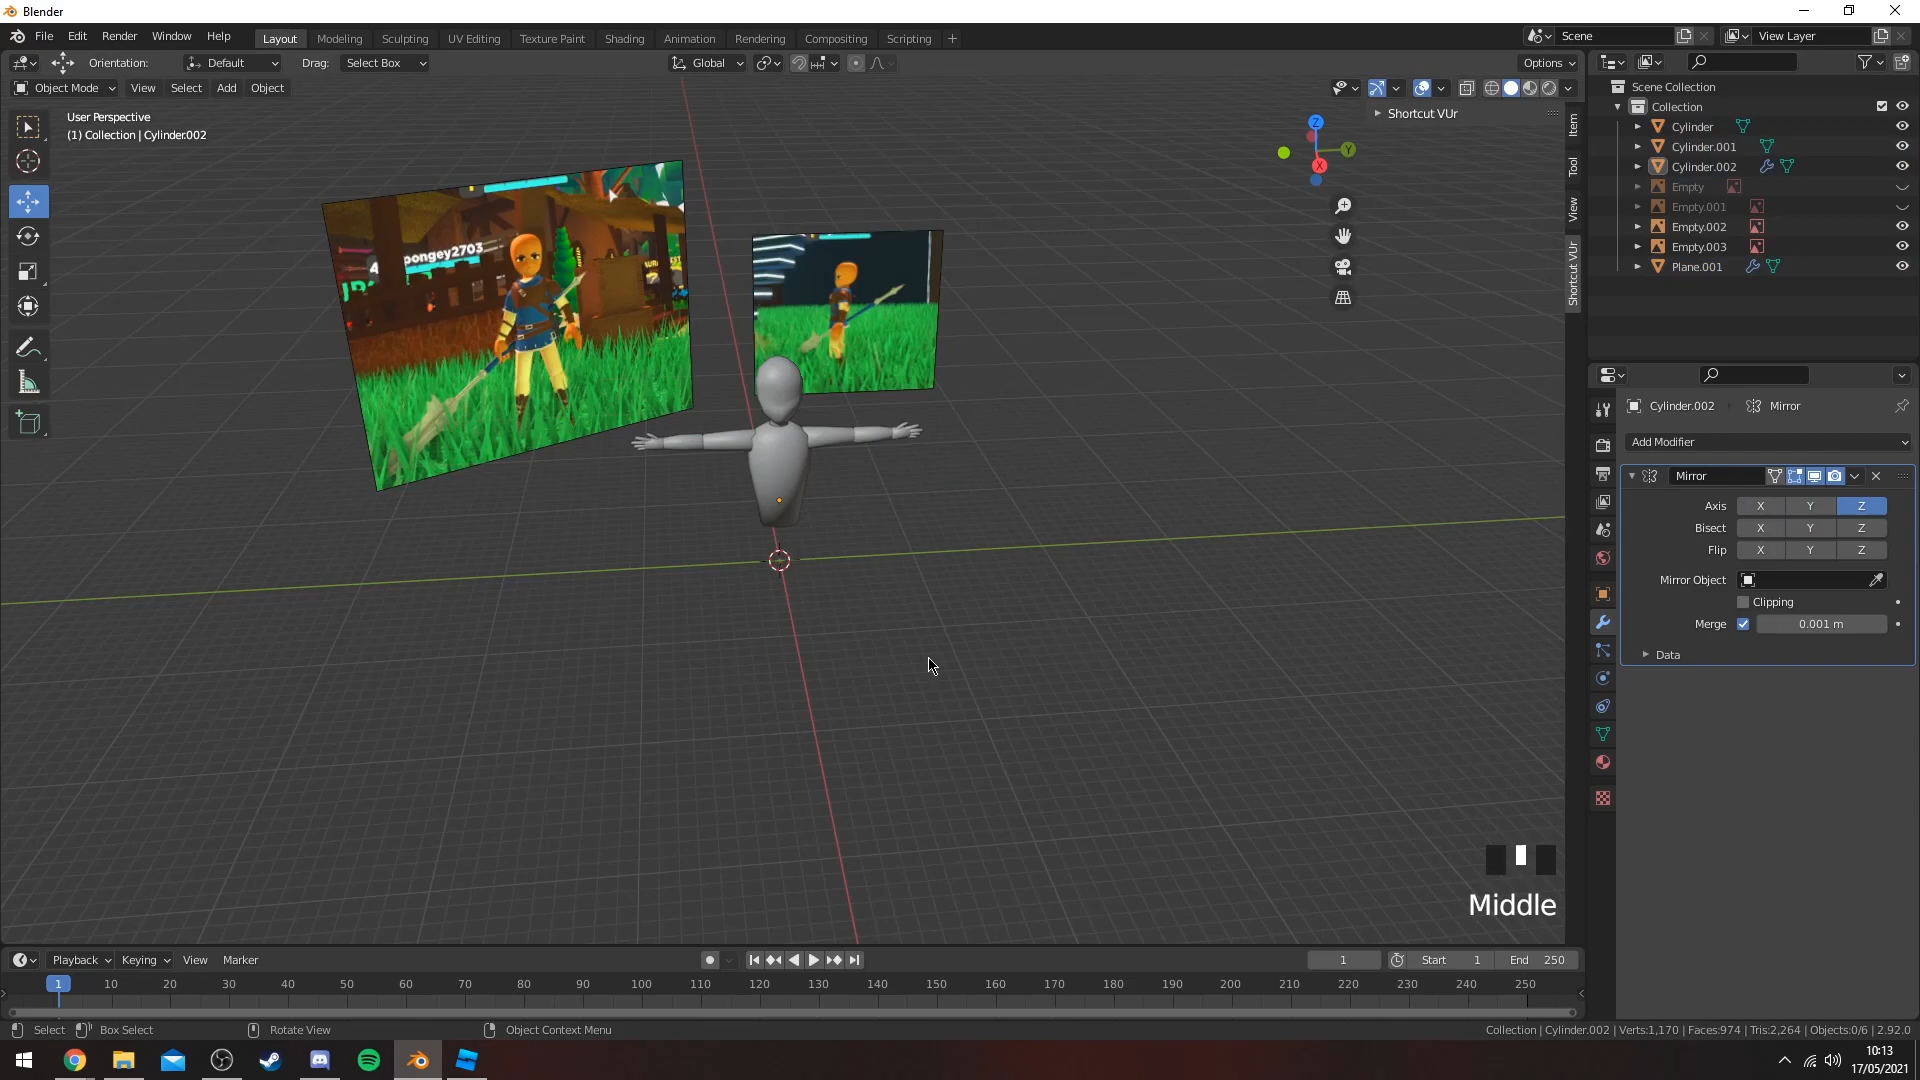 Blender
File Edit Render Window Help
Layout Modeling Sculpting UV Editing Texture Paint Shading Animation Rendering Compositing Scripting +
Scene
View Layer
Orientation: Default Drag: Select Box
Global
Options
Object Mode View Select Add Object
User Perspective
(1) Collection | Cylinder.002
Shortcut VUr
Z
Y
X
Item
Tool
View
Shortcut VUr
pongey2703
Scene Collection
Collection
Cylinder
Cylinder.001
Cylinder.002
Empty
Empty.001
Empty.002
Empty.003
Plane.001
Cylinder.002 Mirror
Add Modifier
Mirror
Axis X Y Z
Bisect X Y Z
Flip X Y Z
Mirror Object
Clipping
Merge 0.001 m
Data
Middle
Playback Keying View Marker
1
Start 1 End 250
1 10 20 30 40 50 60 70 80 90 100 110 120 130 140 150 160 170 180 190 200 210 220 230 240 250
Select Box Select Rotate View Object Context Menu
Collection | Cylinder.002 | Verts:1,170 | Faces:974 | Tris:2,264 | Objects:0/6 | 2.92.0
10:13
17/05/2021